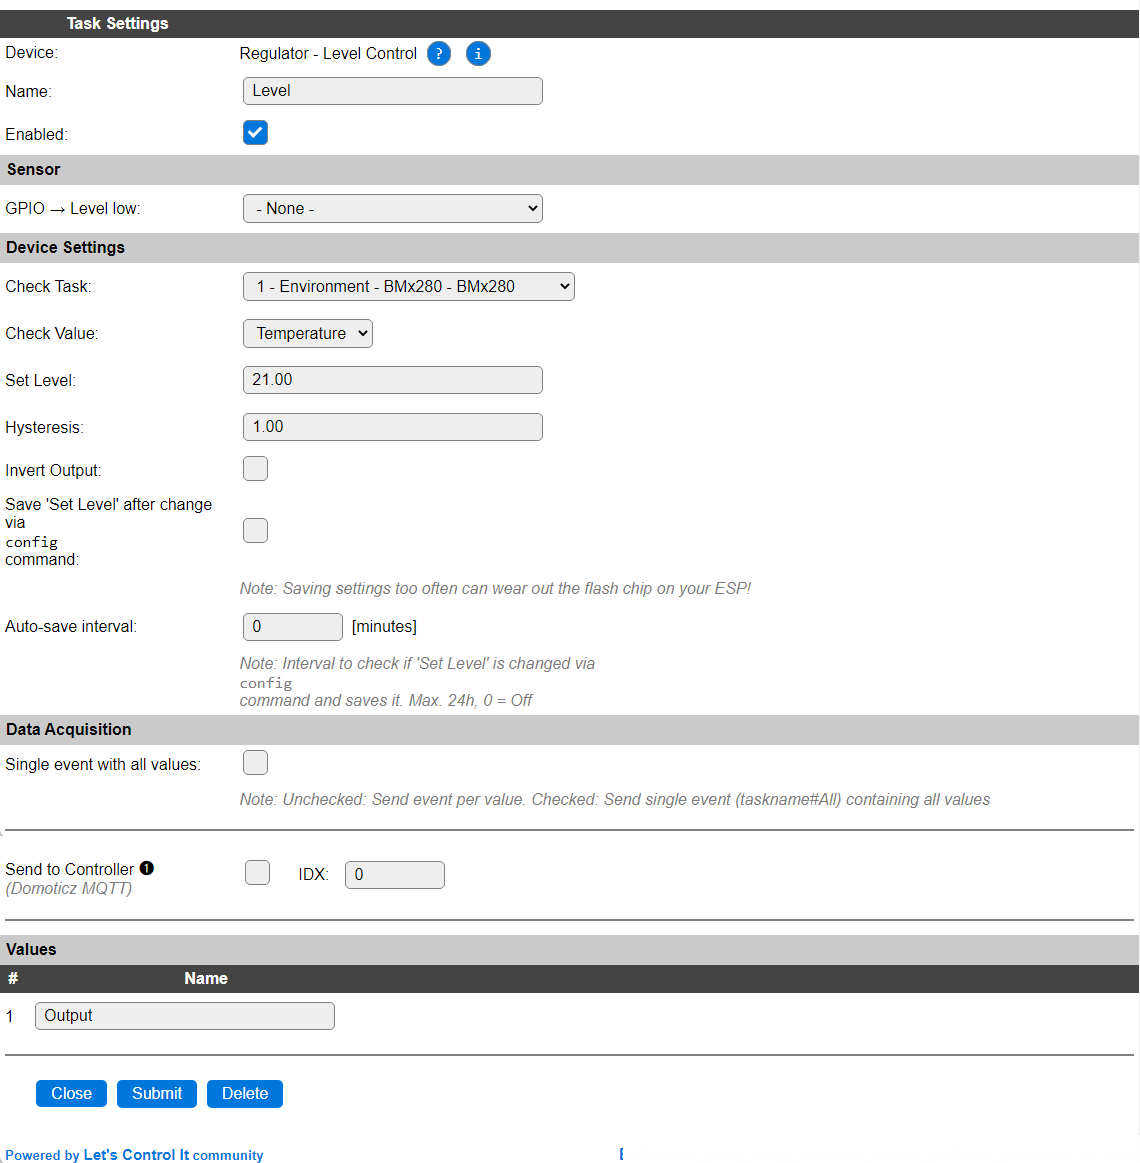 Task Settings
Device: Regulator - Level Control ? i
Name: Level
Enabled:
Sensor
GPIO → Level low: - None -
Device Settings
Check Task: 1 - Environment - BMx280 - BMx280
Check Value: Temperature
Set Level: 21.00
Hysteresis: 1.00
Invert Output:
Save 'Set Level' after change
via
config
command:
Note: Saving settings too often can wear out the flash chip on your ESP!
Auto-save interval: 0 [minutes]
Note: Interval to check if 'Set Level' is changed via
config
command and saves it. Max. 24h, 0 = Off
Data Acquisition
Single event with all values:
Note: Unchecked: Send event per value. Checked: Send single event (taskname#All) containing all values
Send to Controller ❶ IDX: 0
(Domoticz MQTT)
Values
# Name
1 Output
Close Submit Delete
Powered by Let's Control It community